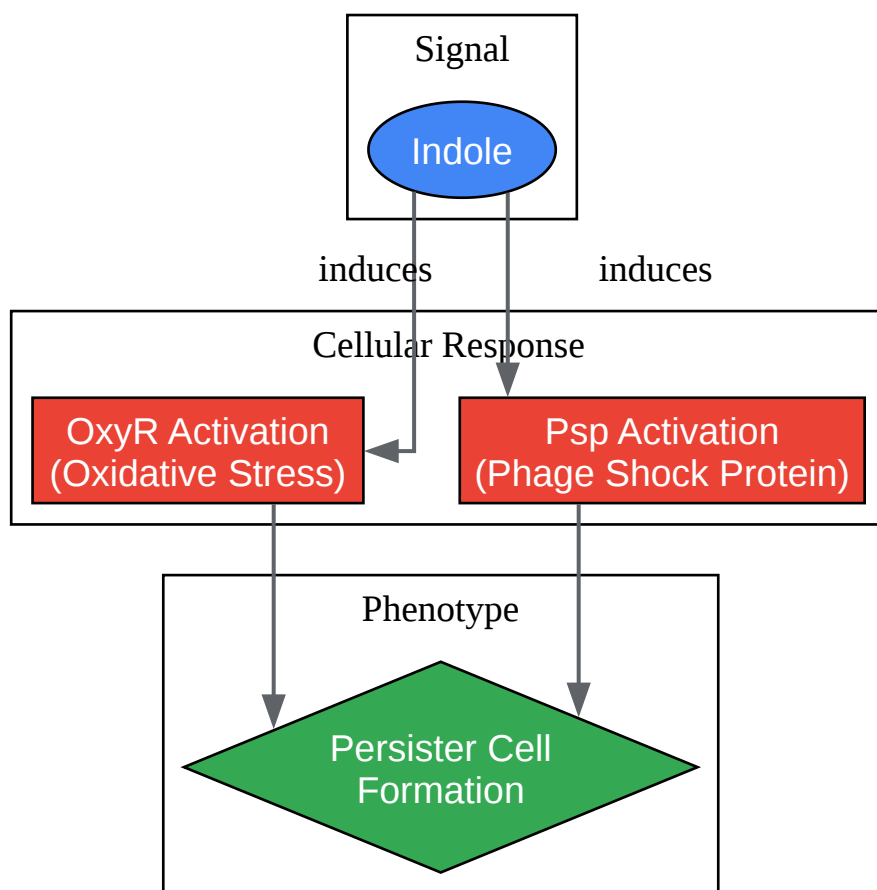 Signal
Indole
induces
induces
Cellular Response
OxyR Activation
(Oxidative Stress)
Psp Activation
(Phage Shock Protein)
Phenotype
Persister Cell
Formation